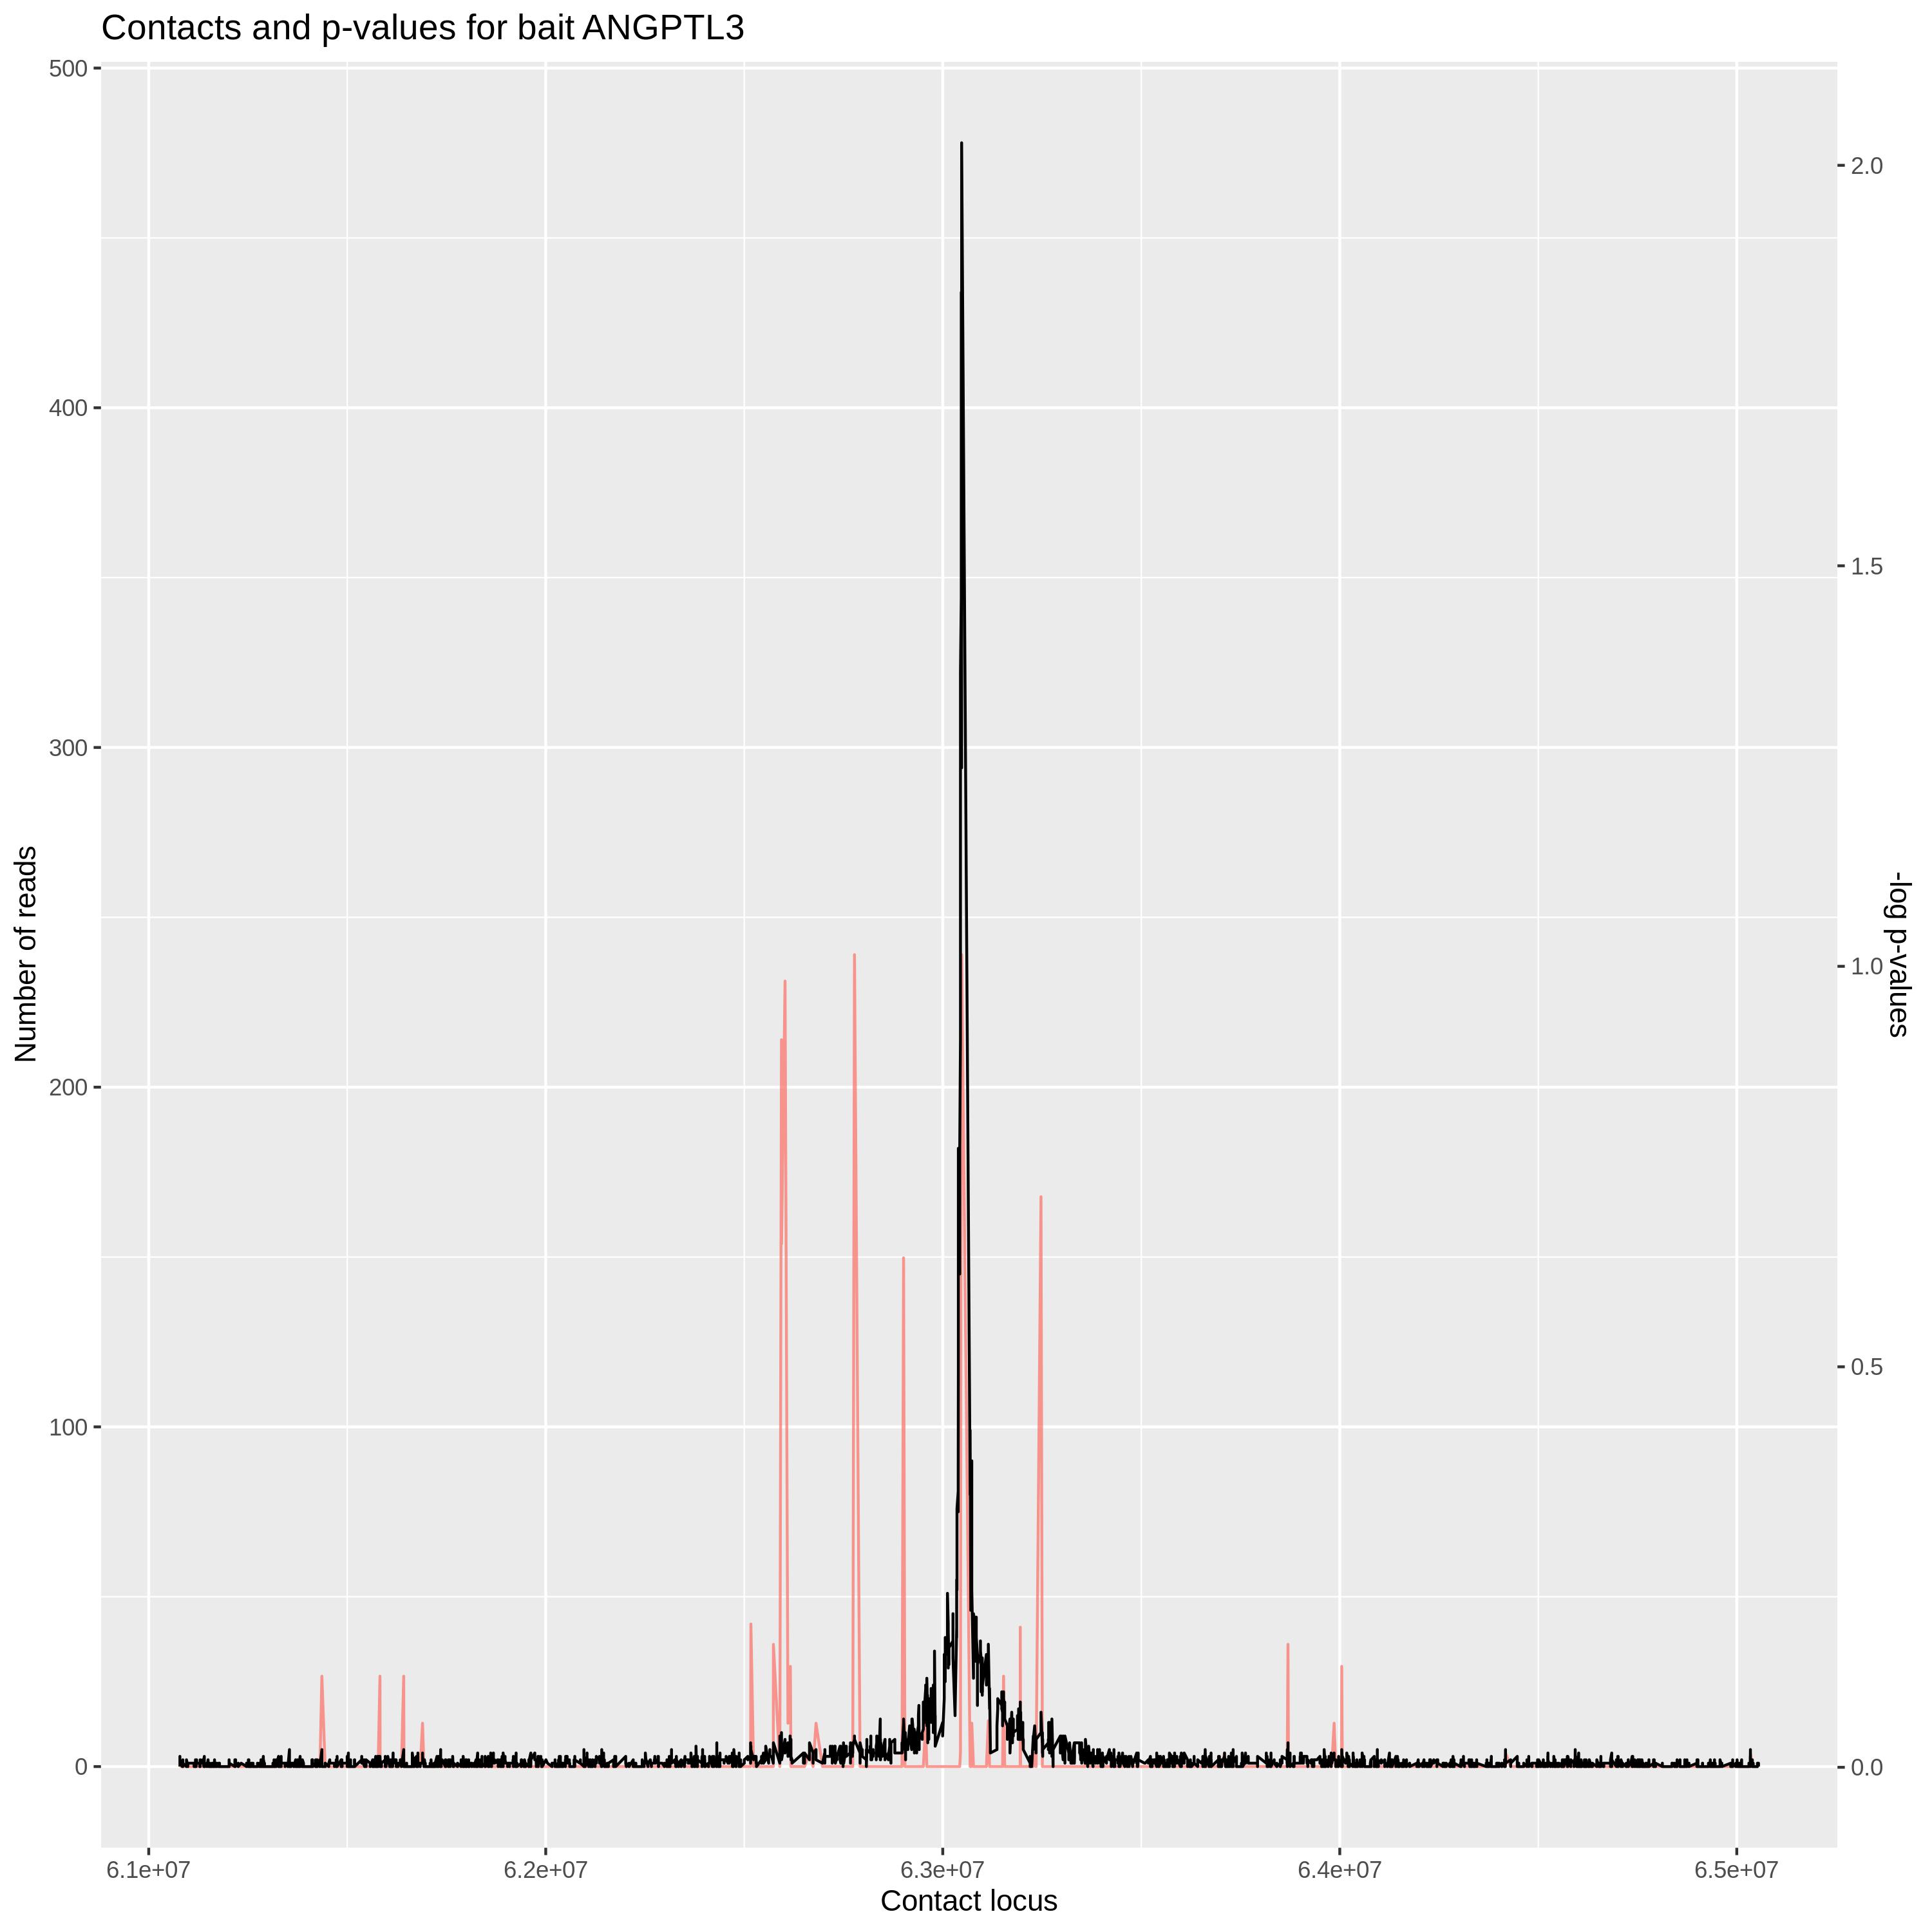 Contacts and p-values for bait ANGPTL3
500
400
300
200
100
0
Number of reads
2.0
1.5
1.0
0.5
0.0
-log p-values
6.1e+07 6.2e+07 6.3e+07 6.4e+07 6.5e+07
Contact locus